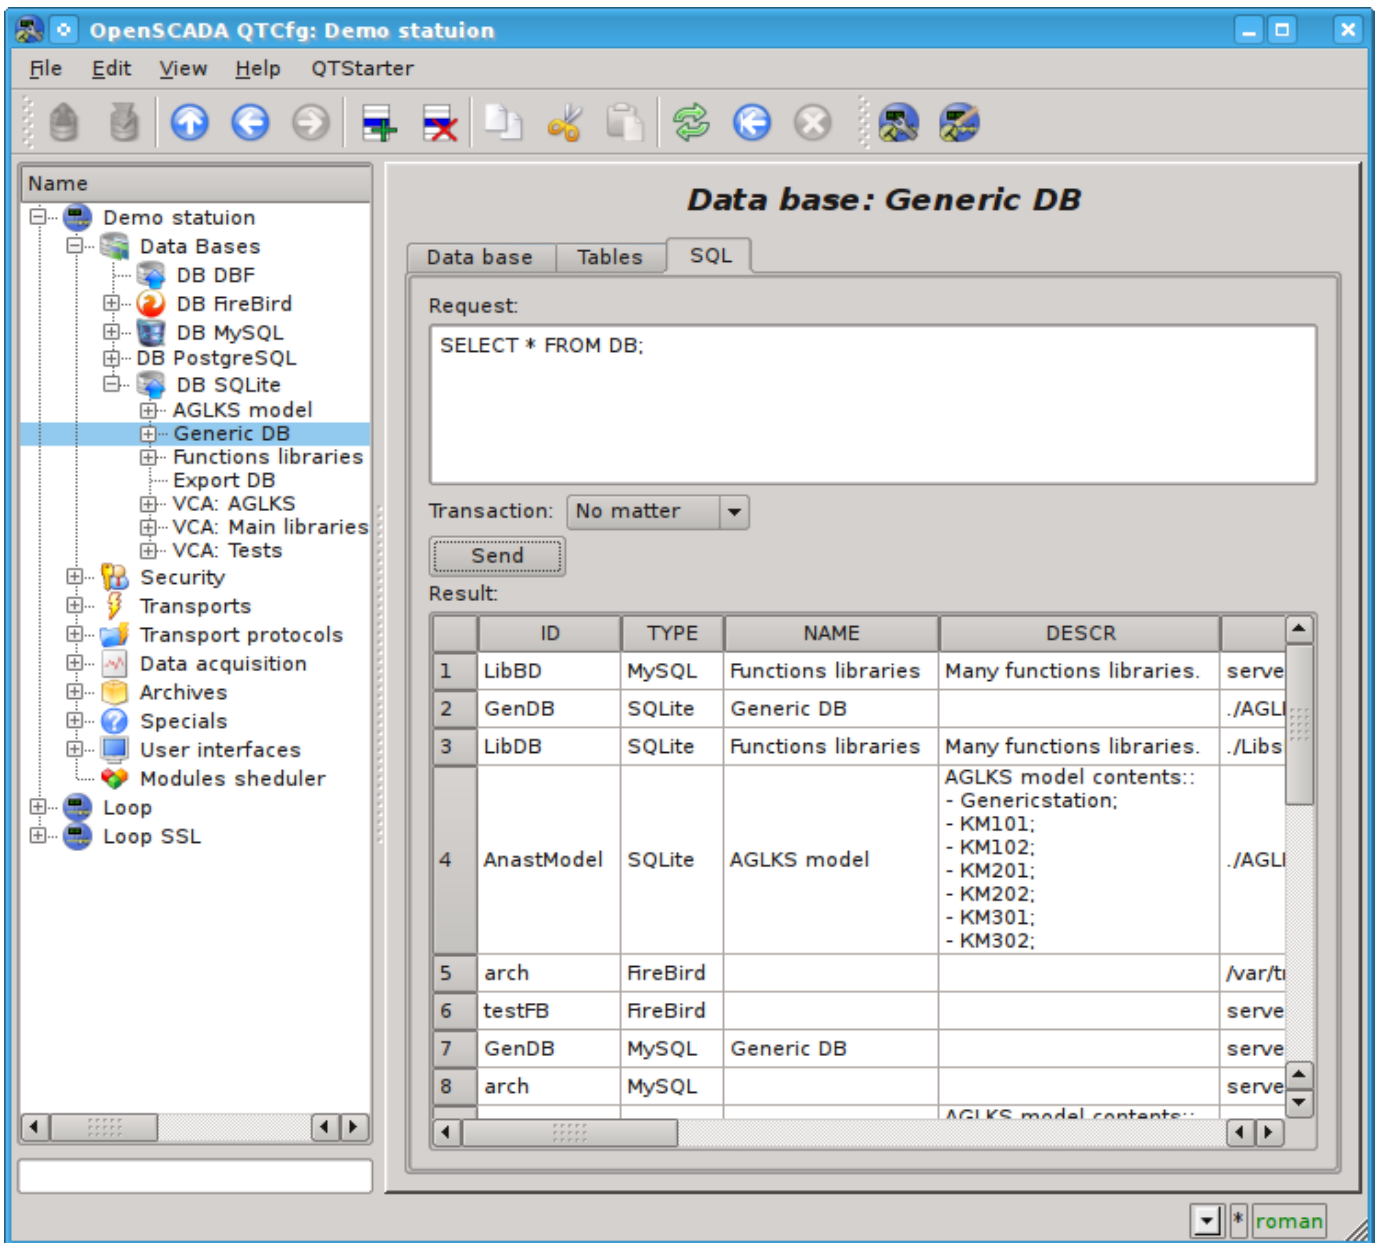 OpenSCADA QTCfg: Demo statuion
File Edit View Help QTStarter
Name
Demo statuion
Data Bases
DB DBF
DB FireBird
DB MySQL
DB PostgreSQL
DB SQLite
AGLKS model
Generic DB
Functions libraries
Export DB
VCA: AGLKS
VCA: Main libraries
VCA: Tests
Security
Transports
Transport protocols
Data acquisition
Archives
Specials
User interfaces
Modules sheduler
Loop
Loop SSL
Data base: Generic DB
Data base Tables SQL
Request:
SELECT * FROM DB;
Transaction: No matter
Send
Result:
ID TYPE NAME DESCR
1 LibBD MySQL Functions libraries Many functions libraries. serve
2 GenDB SQLite Generic DB ./AGL
3 LibDB SQLite Functions libraries Many functions libraries. ./Libs
AGLKS model contents::
- Genericstation;
- KM101;
- KM102;
4 AnastModel SQLite AGLKS model ./AGL
- KM201;
- KM202;
- KM301;
- KM302;
5 arch FireBird /var/t
6 testFB FireBird serve
7 GenDB MySQL Generic DB serve
8 arch MySQL serve
AGLKS model contents::
* roman